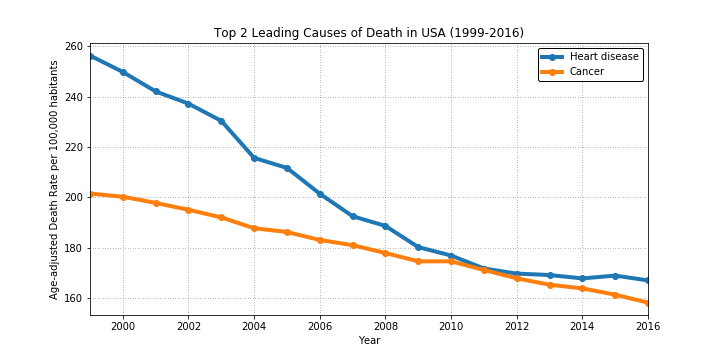 Top 2 Leading Causes of Death in USA (1999-2016)
Heart disease
Cancer
Age-adjusted Death Rate per 100,000 habitants
260
240
220
200
180
160
2000 2002 2004 2006 2008 2010 2012 2014 2016
Year